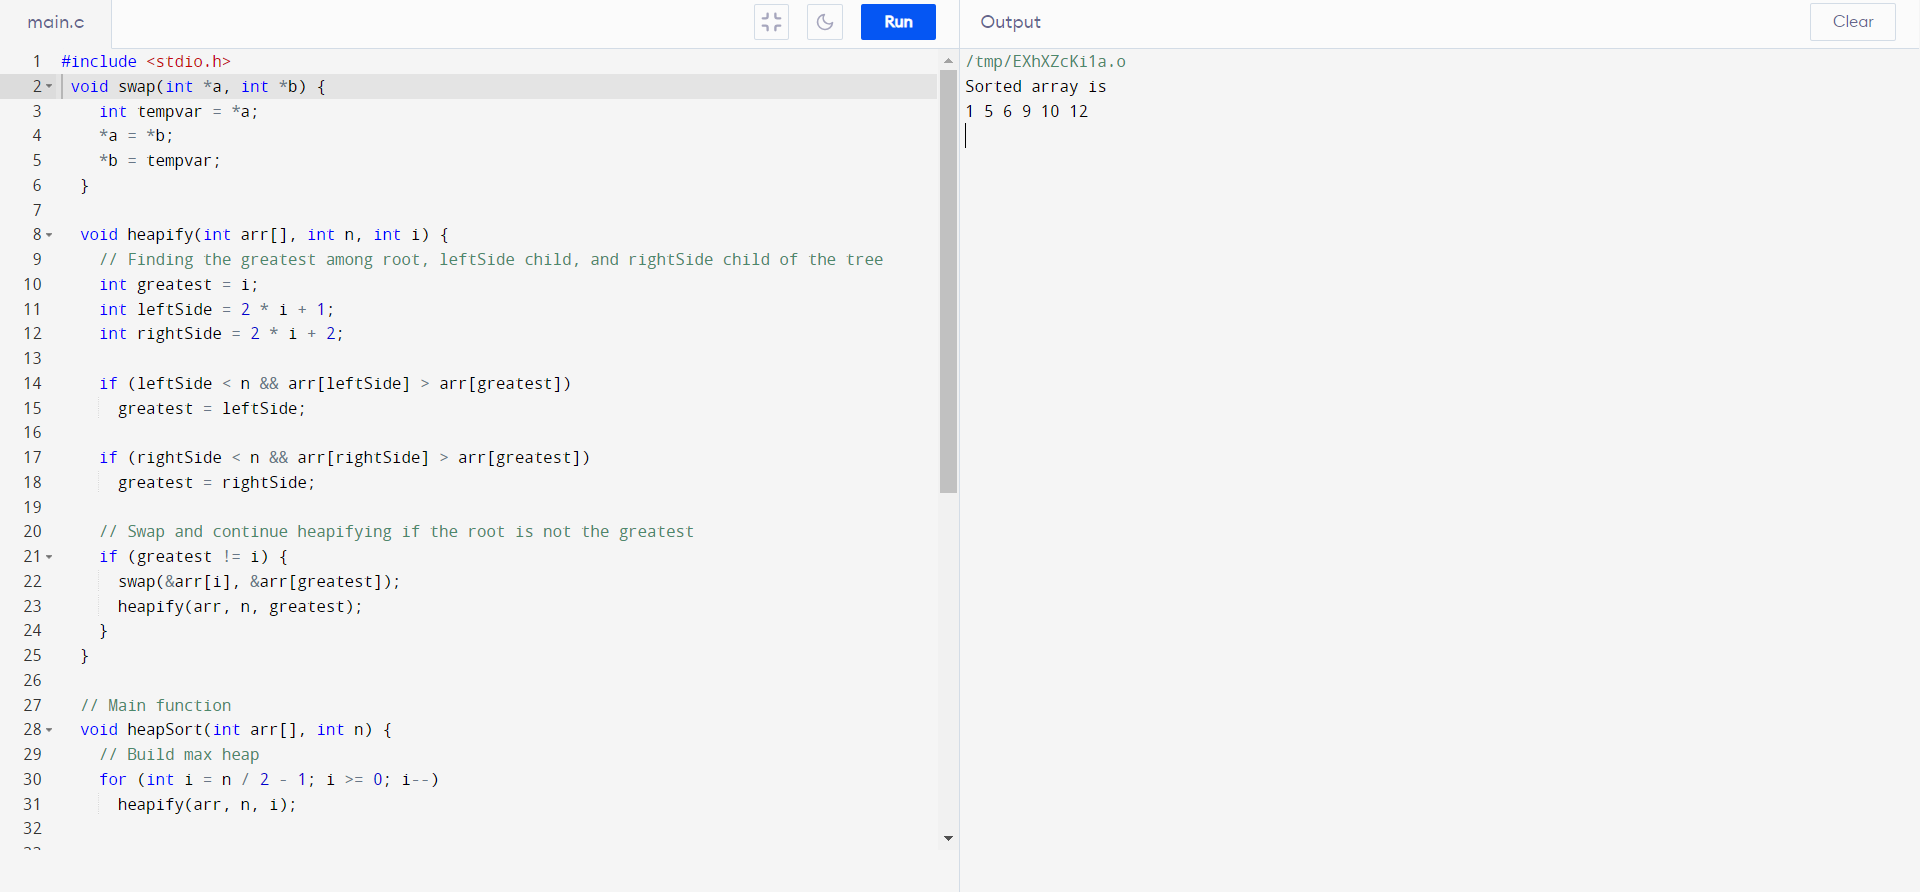 main.c
Run
Output
Clear
1 #include <stdio.h>
2 void swap(int *a, int *b) {
3 int tempvar = *a;
4 *a = *b;
5 *b = tempvar;
6 }
7
8 void heapify(int arr[], int n, int i) {
9 // Finding the greatest among root, leftSide child, and rightSide child of the tree
10 int greatest = i;
11 int leftSide = 2 * i + 1;
12 int rightSide = 2 * i + 2;
13
14 if (leftSide < n && arr[leftSide] > arr[greatest])
15 greatest = leftSide;
16
17 if (rightSide < n && arr[rightSide] > arr[greatest])
18 greatest = rightSide;
19
20 // Swap and continue heapifying if the root is not the greatest
21 if (greatest != i) {
22 swap(&arr[i], &arr[greatest]);
23 heapify(arr, n, greatest);
24 }
25 }
26
27 // Main function
28 void heapSort(int arr[], int n) {
29 // Build max heap
30 for (int i = n / 2 - 1; i >= 0; i--)
31 heapify(arr, n, i);
32
/tmp/EXhXZcKi1a.o
Sorted array is
1 5 6 9 10 12